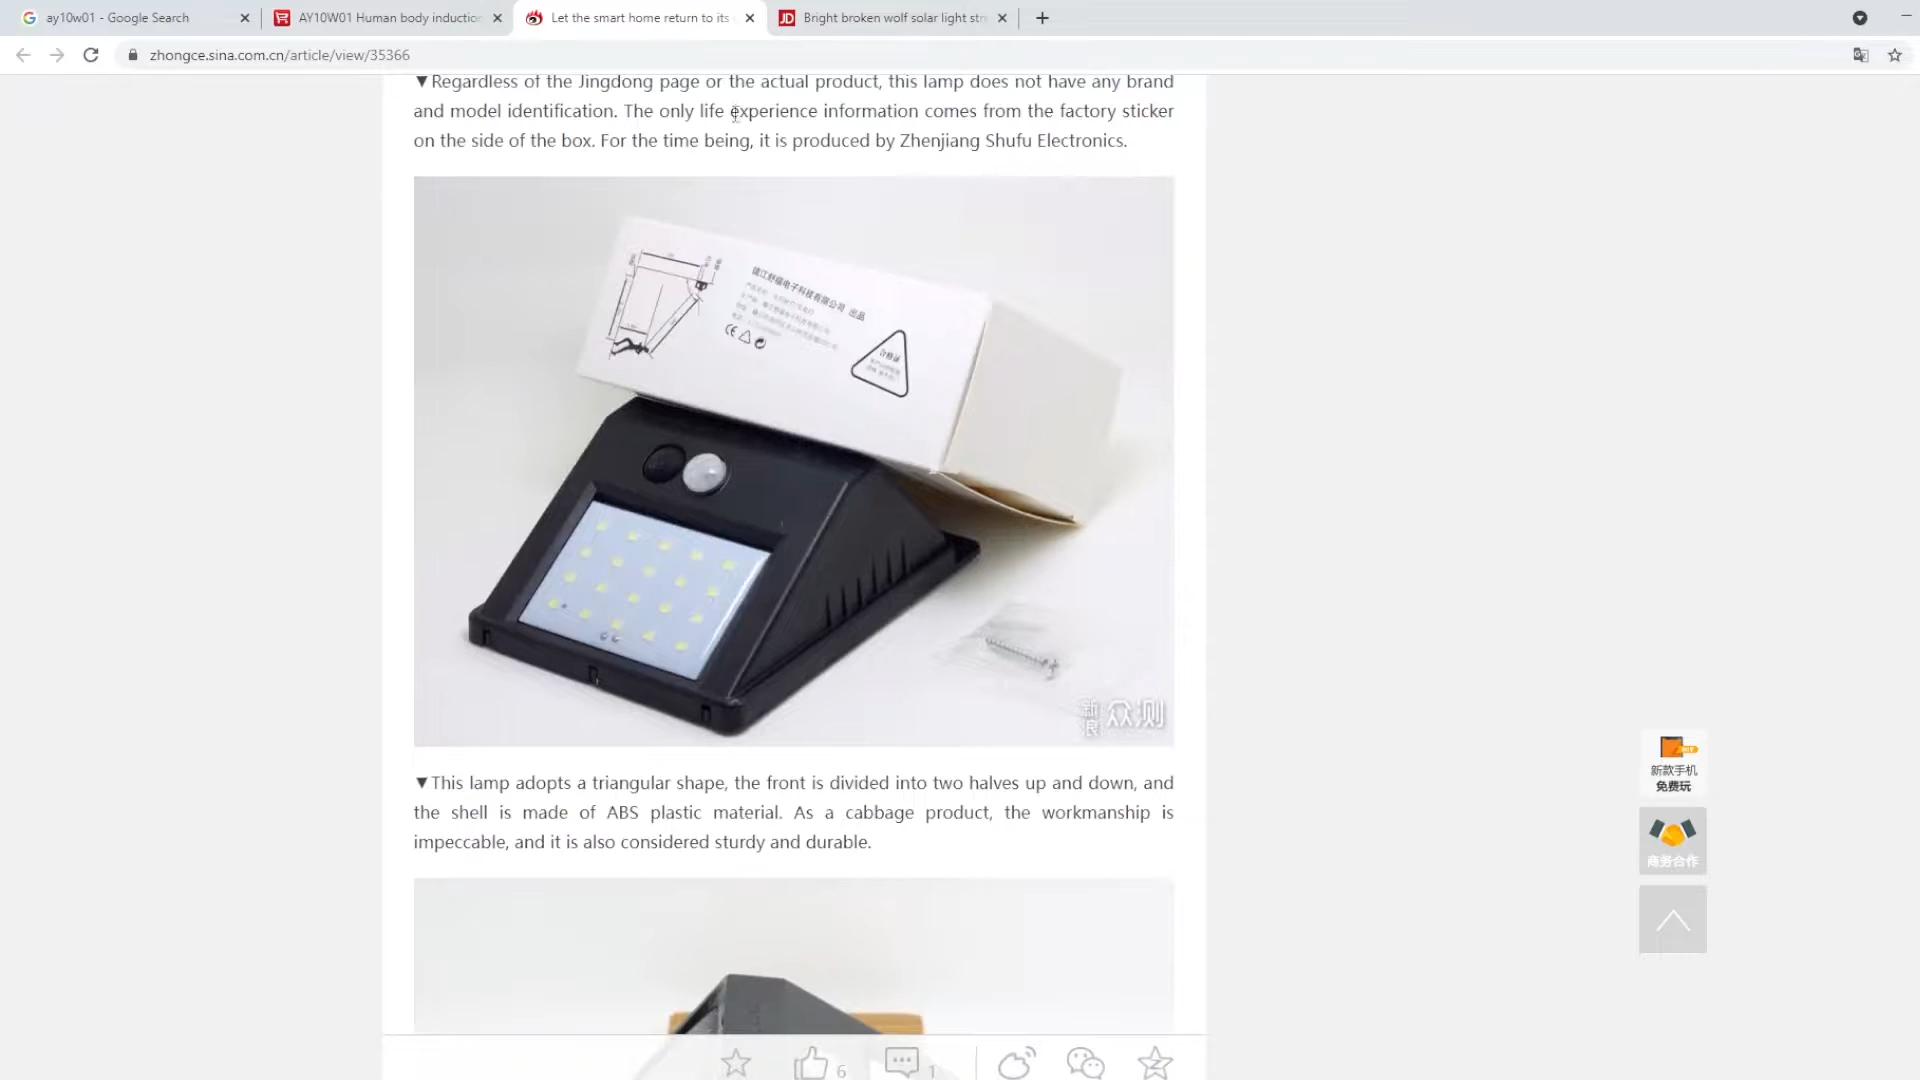 ay10w01 - Google Search
AY10W01 Human body inductio
Let the smart home return to its
Bright broken wolf solar light str
zhongce.sina.com.cn/article/view/35366
▼Regardless of the Jingdong page or the actual product, this lamp does not have any brand
and model identification. The only life experience information comes from the factory sticker
on the side of the box. For the time being, it is produced by Zhenjiang Shufu Electronics.
镇江舒福电子科技有限公司 出品
合格证
新浪众测
▼This lamp adopts a triangular shape, the front is divided into two halves up and down, and
the shell is made of ABS plastic material. As a cabbage product, the workmanship is
impeccable, and it is also considered sturdy and durable.
新款手机
免费玩
商务合作
6
1